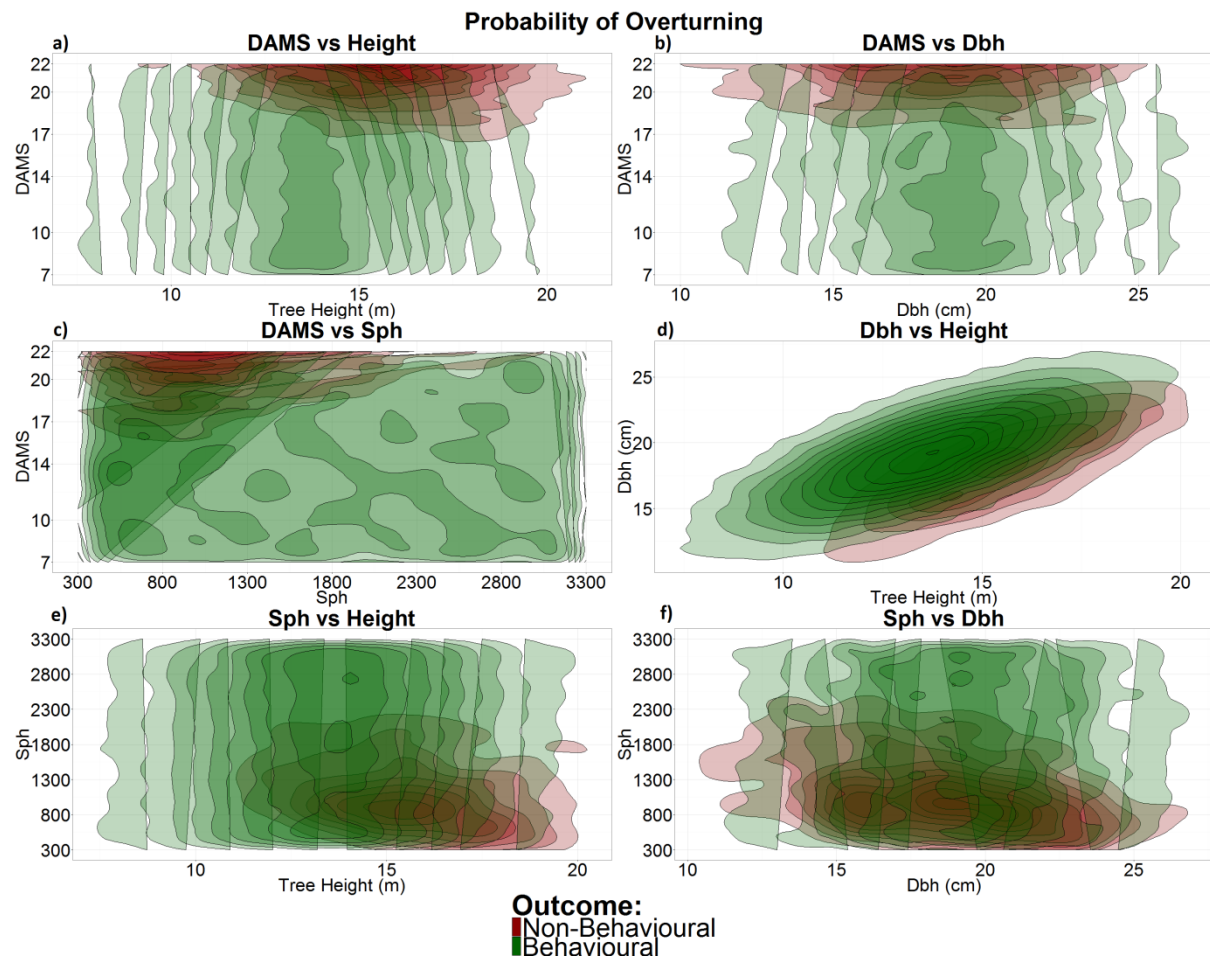 Probability of Overturning
a) DAMS vs Height
22
20
17
14
10
7
DAMS
10 15 20
Tree Height (m)
b) DAMS vs Dbh
22
20
17
14
10
7
DAMS
10 15 20 25
Dbh (cm)
c) DAMS vs Sph
22
20
17
14
10
7
DAMS
300 800 1300 1800 2300 2800 3300
Sph
d) Dbh vs Height
25
20
15
Dbh (cm)
10 15 20
Tree Height (m)
e) Sph vs Height
3300
2800
2300
1800
1300
800
300
Sph
10 15 20
Tree Height (m)
f) Sph vs Dbh
3300
2800
2300
1800
1300
800
300
Sph
10 15 20 25
Dbh (cm)
Outcome:
Non-Behavioural
Behavioural